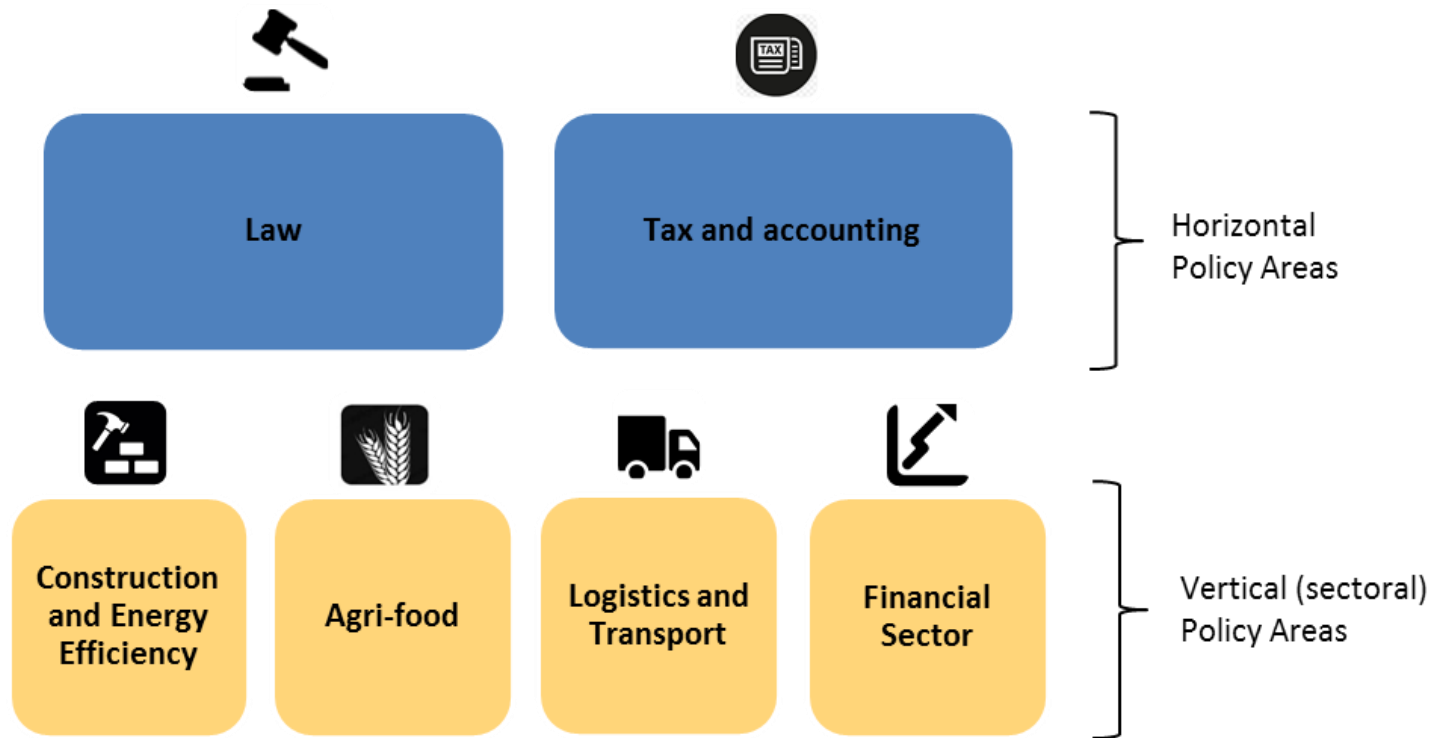 TAX
Law
Tax and accounting
Horizontal
Policy Areas
Construction
and Energy
Efficiency
Agri-food
Logistics and
Transport
Financial
Sector
Vertical (sectoral)
Policy Areas